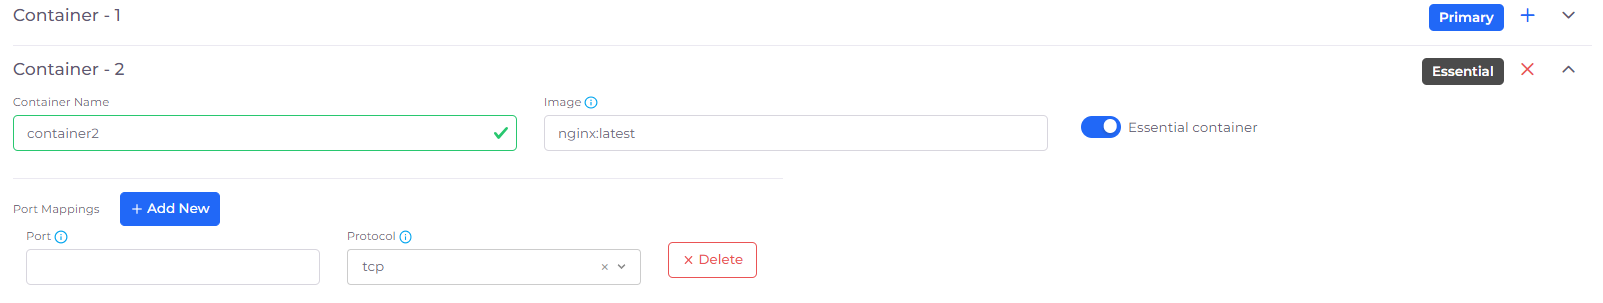 Container - 1
Primary
Container - 2
Essential
Container Name
Image
container2
nginx:latest
Essential container
Port Mappings
+ Add New
Port
Protocol
tcp
× Delete